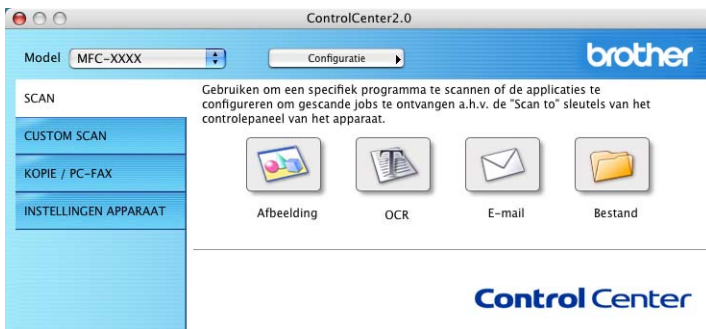 ControlCenter2.0
Model MFC-XXXX Configuratie brother
SCAN
CUSTOM SCAN
KOPIE / PC-FAX
INSTELLINGEN APPARAAT
Gebruiken om een specifiek programma te scannen of de applicaties te
configureren om gescande jobs te ontvangen a.h.v. de "Scan to" sleutels van het
controlepaneel van het apparaat.
Afbeelding OCR E-mail Bestand
Control Center